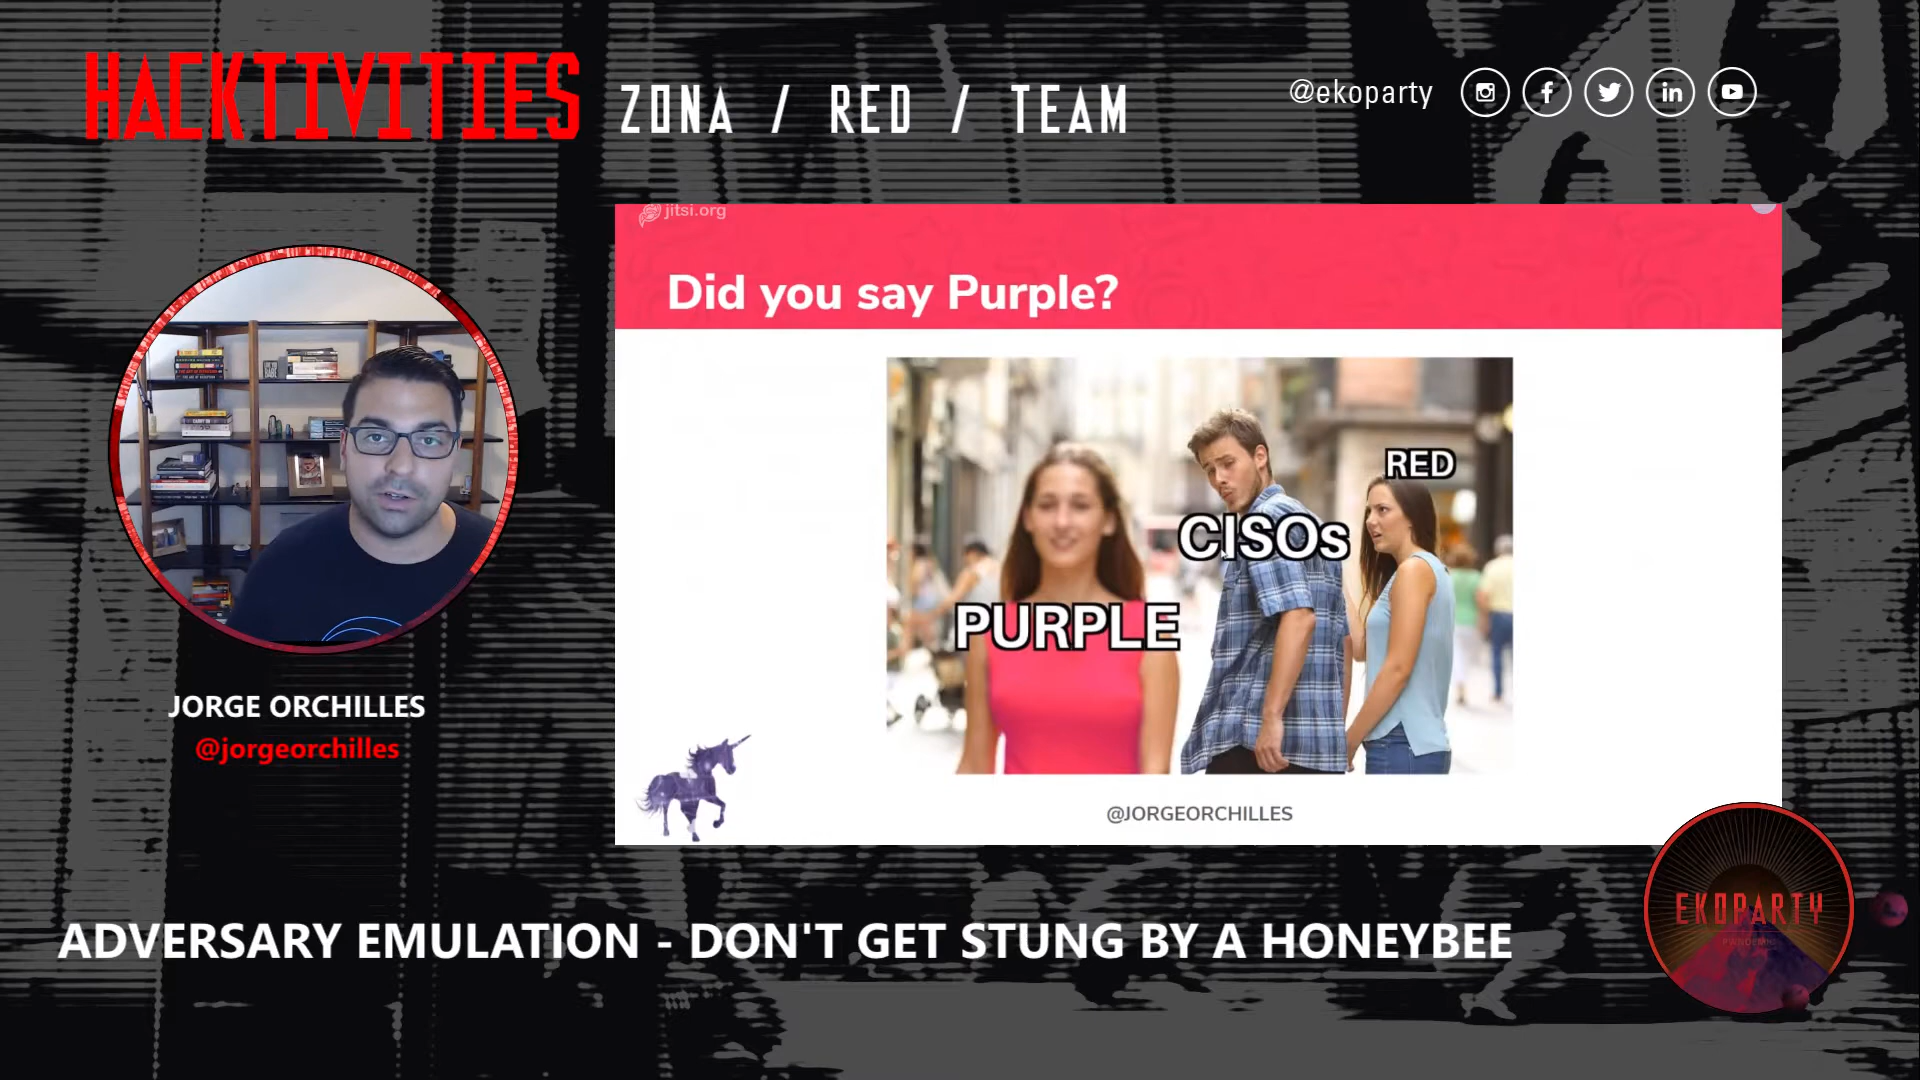 HACKTIVITIES
ZONA / RED / TEAM
@ekoparty
jitsi.org
Did you say Purple?
RED
CISOs
PURPLE
@JORGEORCHILLES
JORGE ORCHILLES
@jorgeorchilles
ADVERSARY EMULATION - DON'T GET STUNG BY A HONEYBEE
EKOPARTY